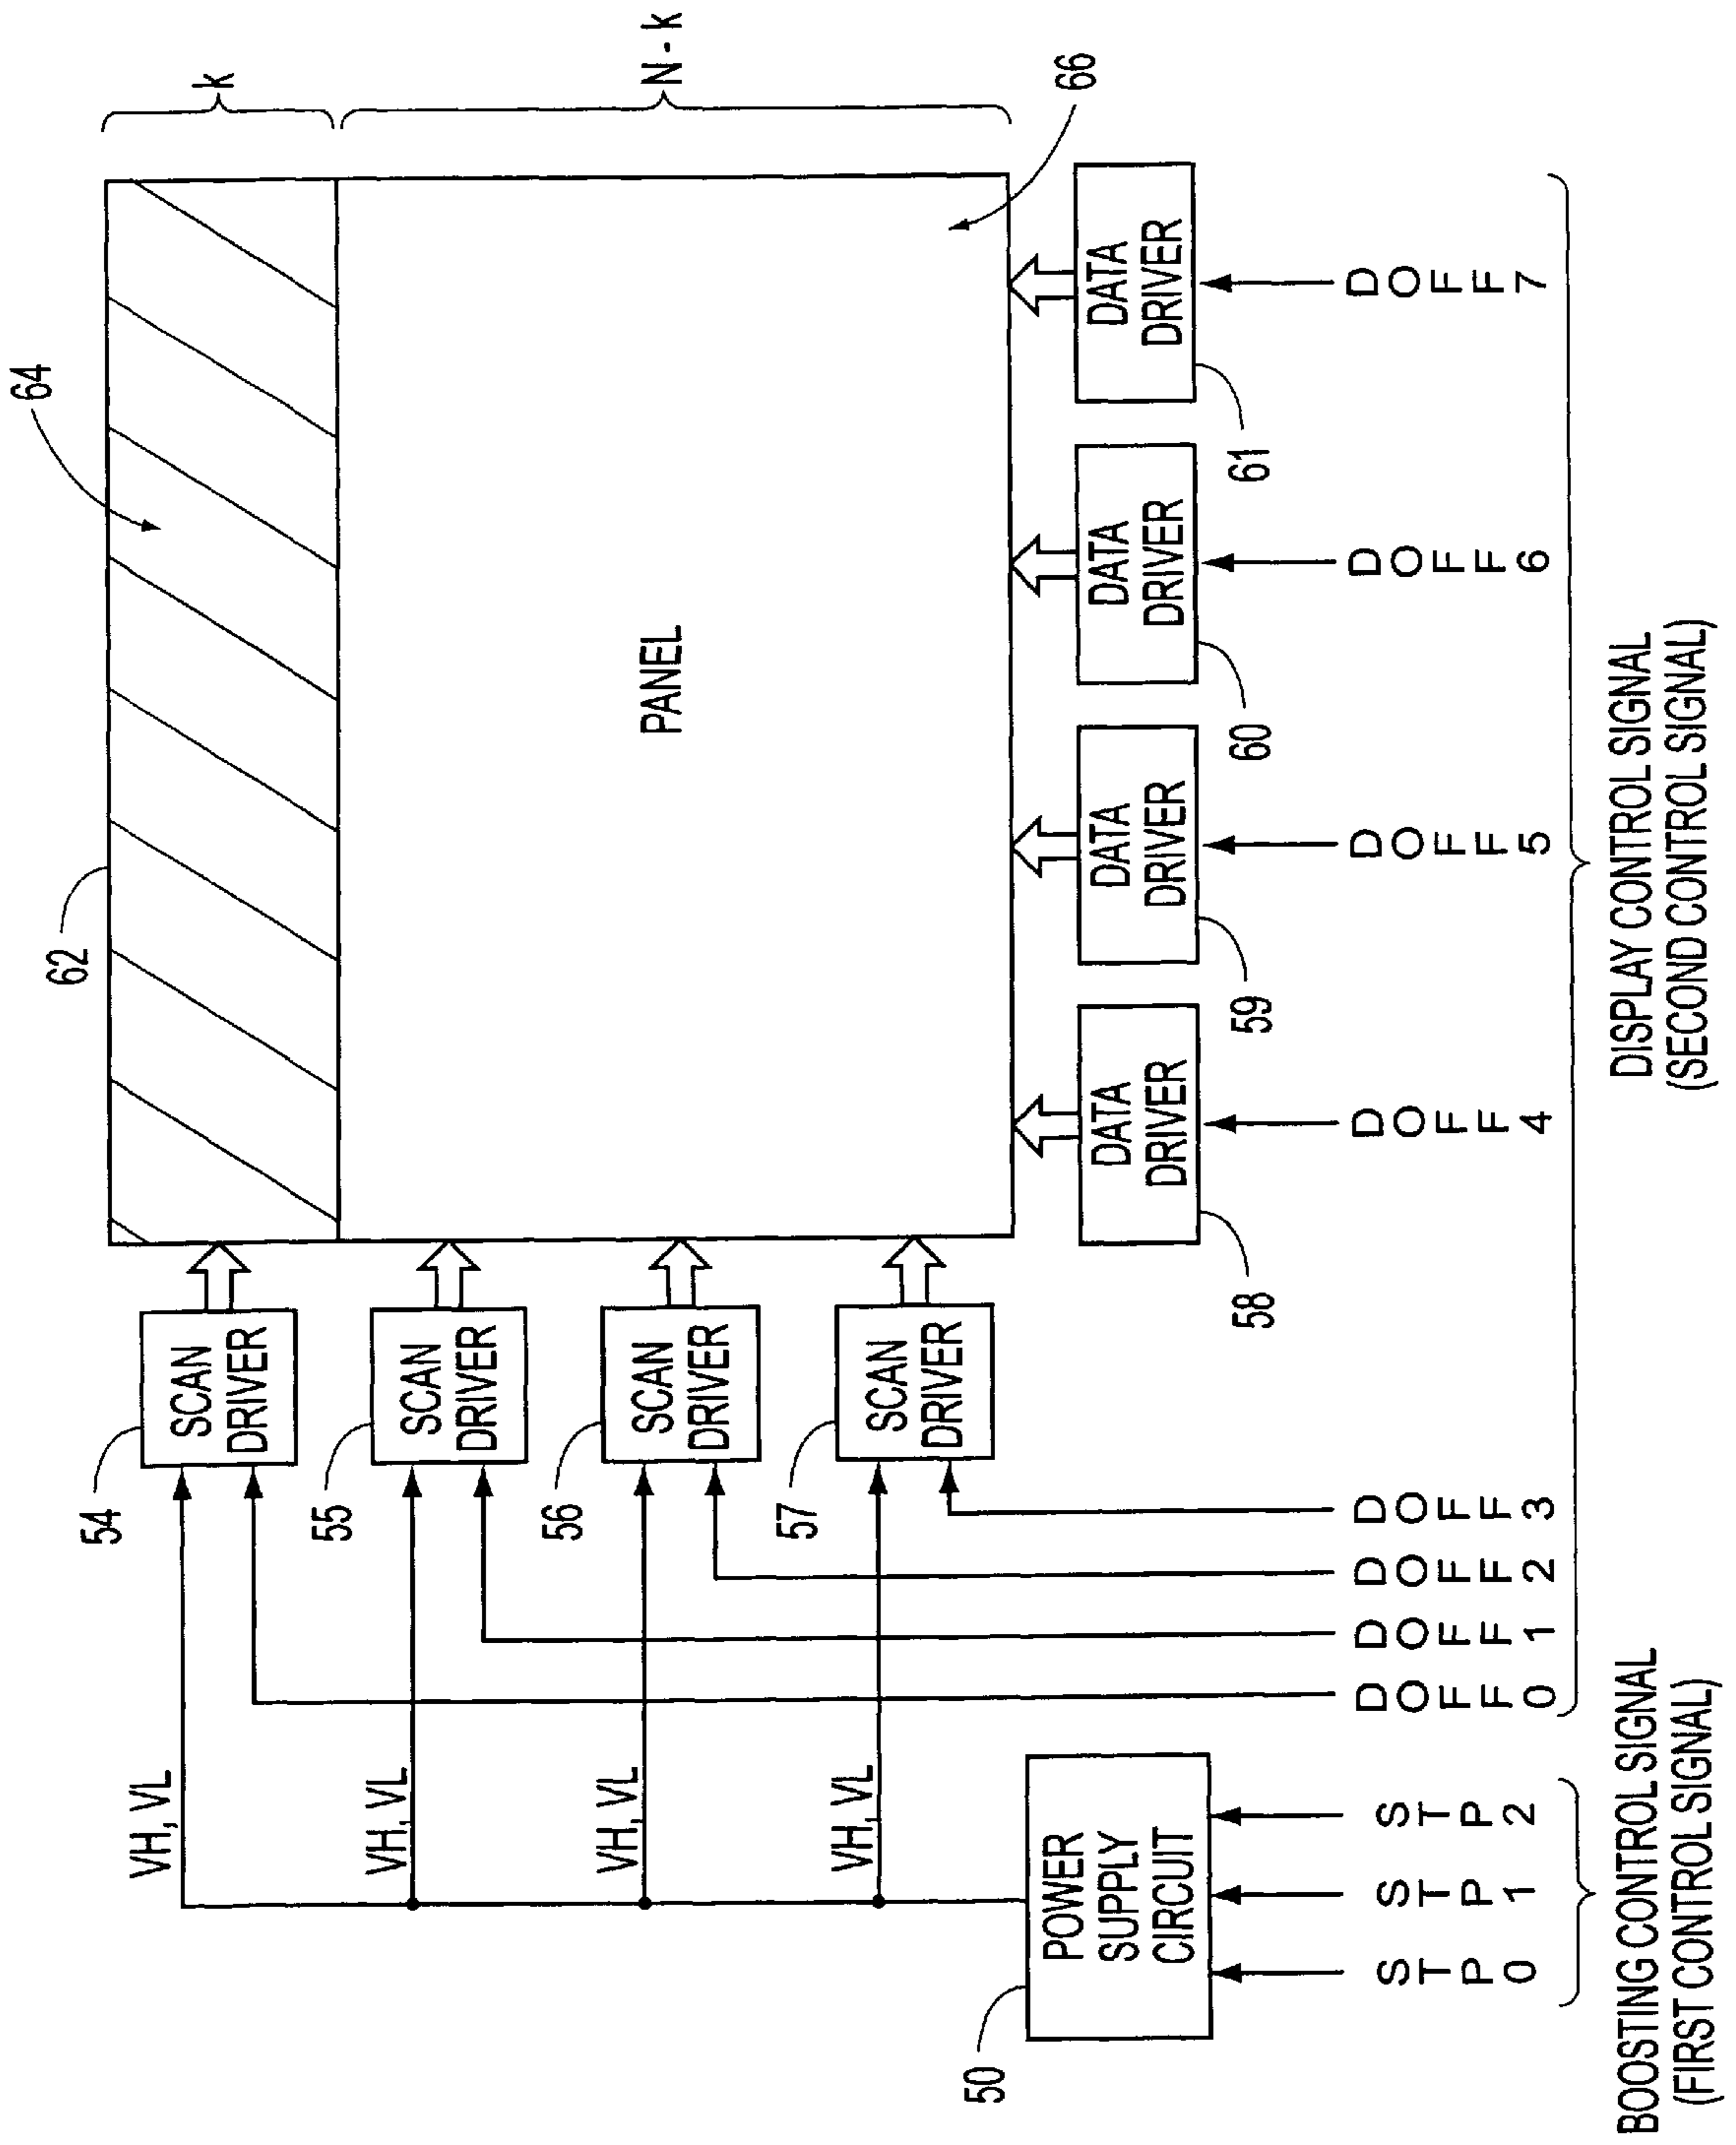 k
N - k
64
62
66
PANEL
54
SCAN
DRIVER
55
SCAN
DRIVER
56
SCAN
DRIVER
57
SCAN
DRIVER
VH, VL
VH, VL
VH, VL
VH, VL
DATA
DRIVER
58
DATA
DRIVER
59
DATA
DRIVER
60
DATA
DRIVER
61
50
POWER
SUPPLY
CIRCUIT
STP0
STP1
STP2
DOFF0
DOFF1
DOFF2
DOFF3
DOFF4
DOFF5
DOFF6
DOFF7
BOOSTING CONTROL SIGNAL
(FIRST CONTROL SIGNAL)
DISPLAY CONTROL SIGNAL
(SECOND CONTROL SIGNAL)